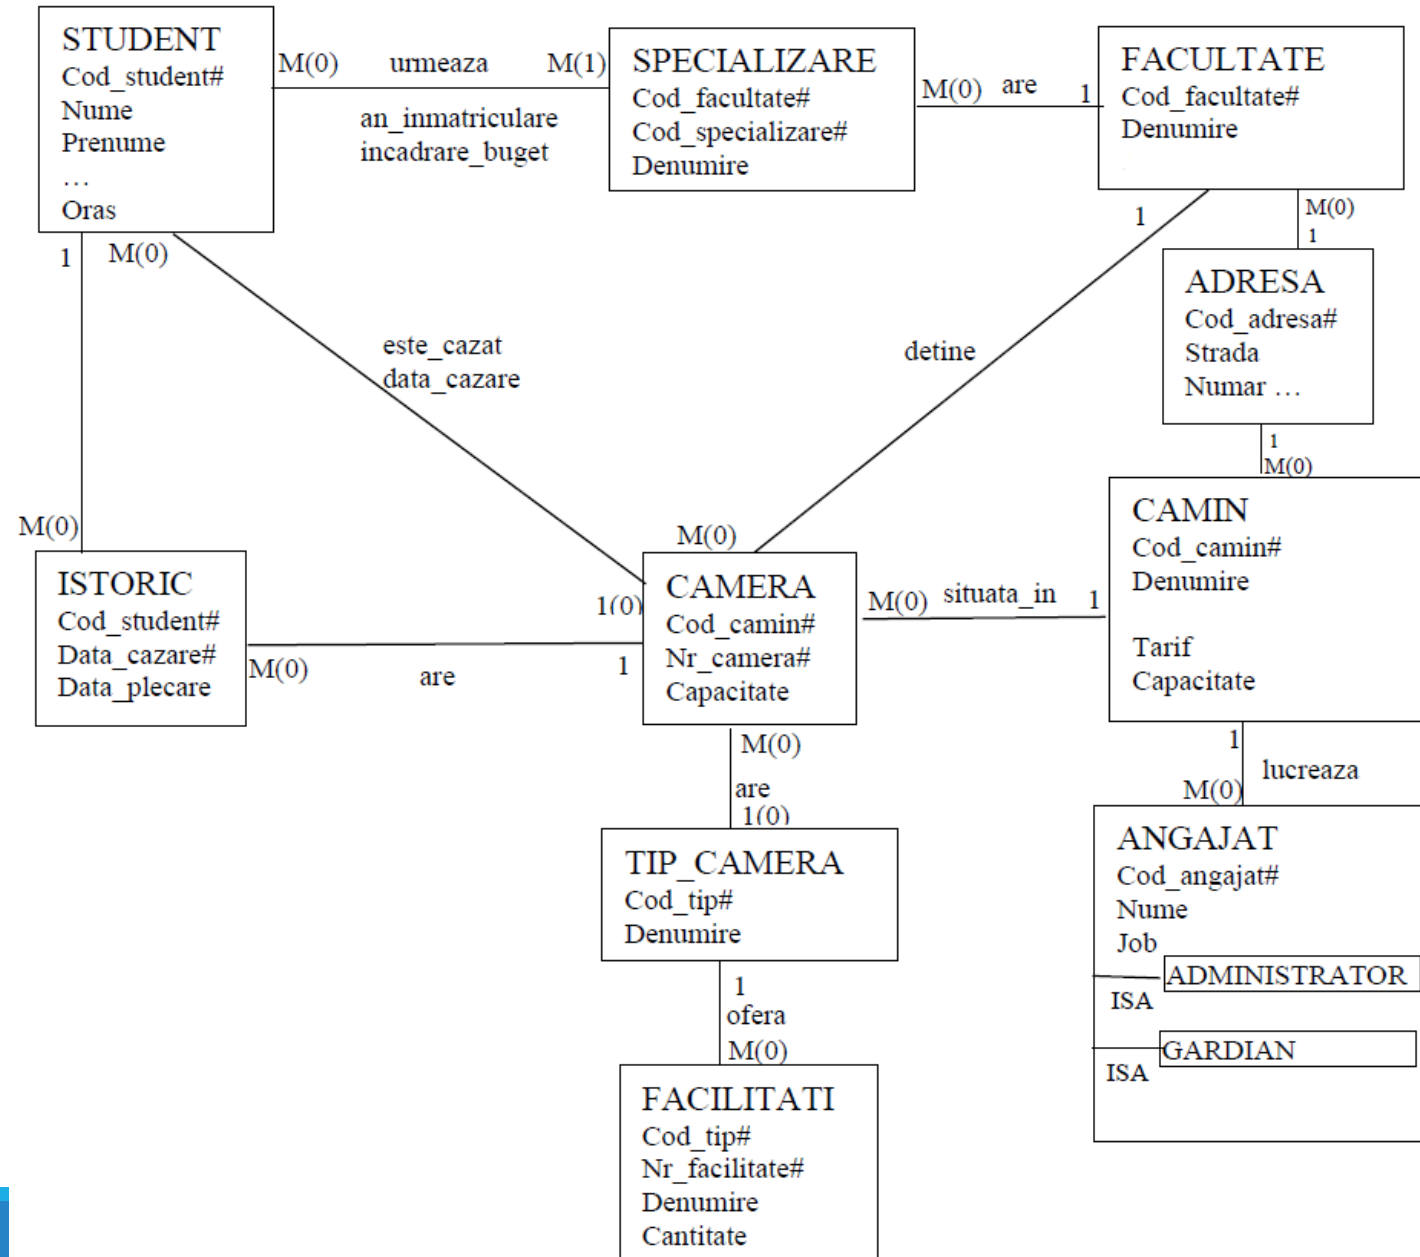 STUDENT
Cod_student#
Nume
Prenume
...
Oras
M(0) urmeaza M(1)
an_inmatriculare
incadrare_buget
SPECIALIZARE
Cod_facultate#
Cod_specializare#
Denumire
M(0) are 1
FACULTATE
Cod_facultate#
Denumire
1
M(0)
1
M(0)
1
ADRESA
Cod_adresa#
Strada
Numar ...
este_cazat
data_cazare
detine
1
M(0)
M(0)
M(0)
CAMIN
Cod_camin#
Denumire
Tarif
Capacitate
ISTORIC
Cod_student#
Data_cazare#
Data_plecare
1(0)
CAMERA
Cod_camin#
Nr_camera#
Capacitate
M(0) situata_in 1
M(0) are 1
M(0)
are
1(0)
1
lucreaza
M(0)
TIP_CAMERA
Cod_tip#
Denumire
ANGAJAT
Cod_angajat#
Nume
Job
ADMINISTRATOR
ISA
GARDIAN
ISA
1
ofera
M(0)
FACILITATI
Cod_tip#
Nr_facilitate#
Denumire
Cantitate